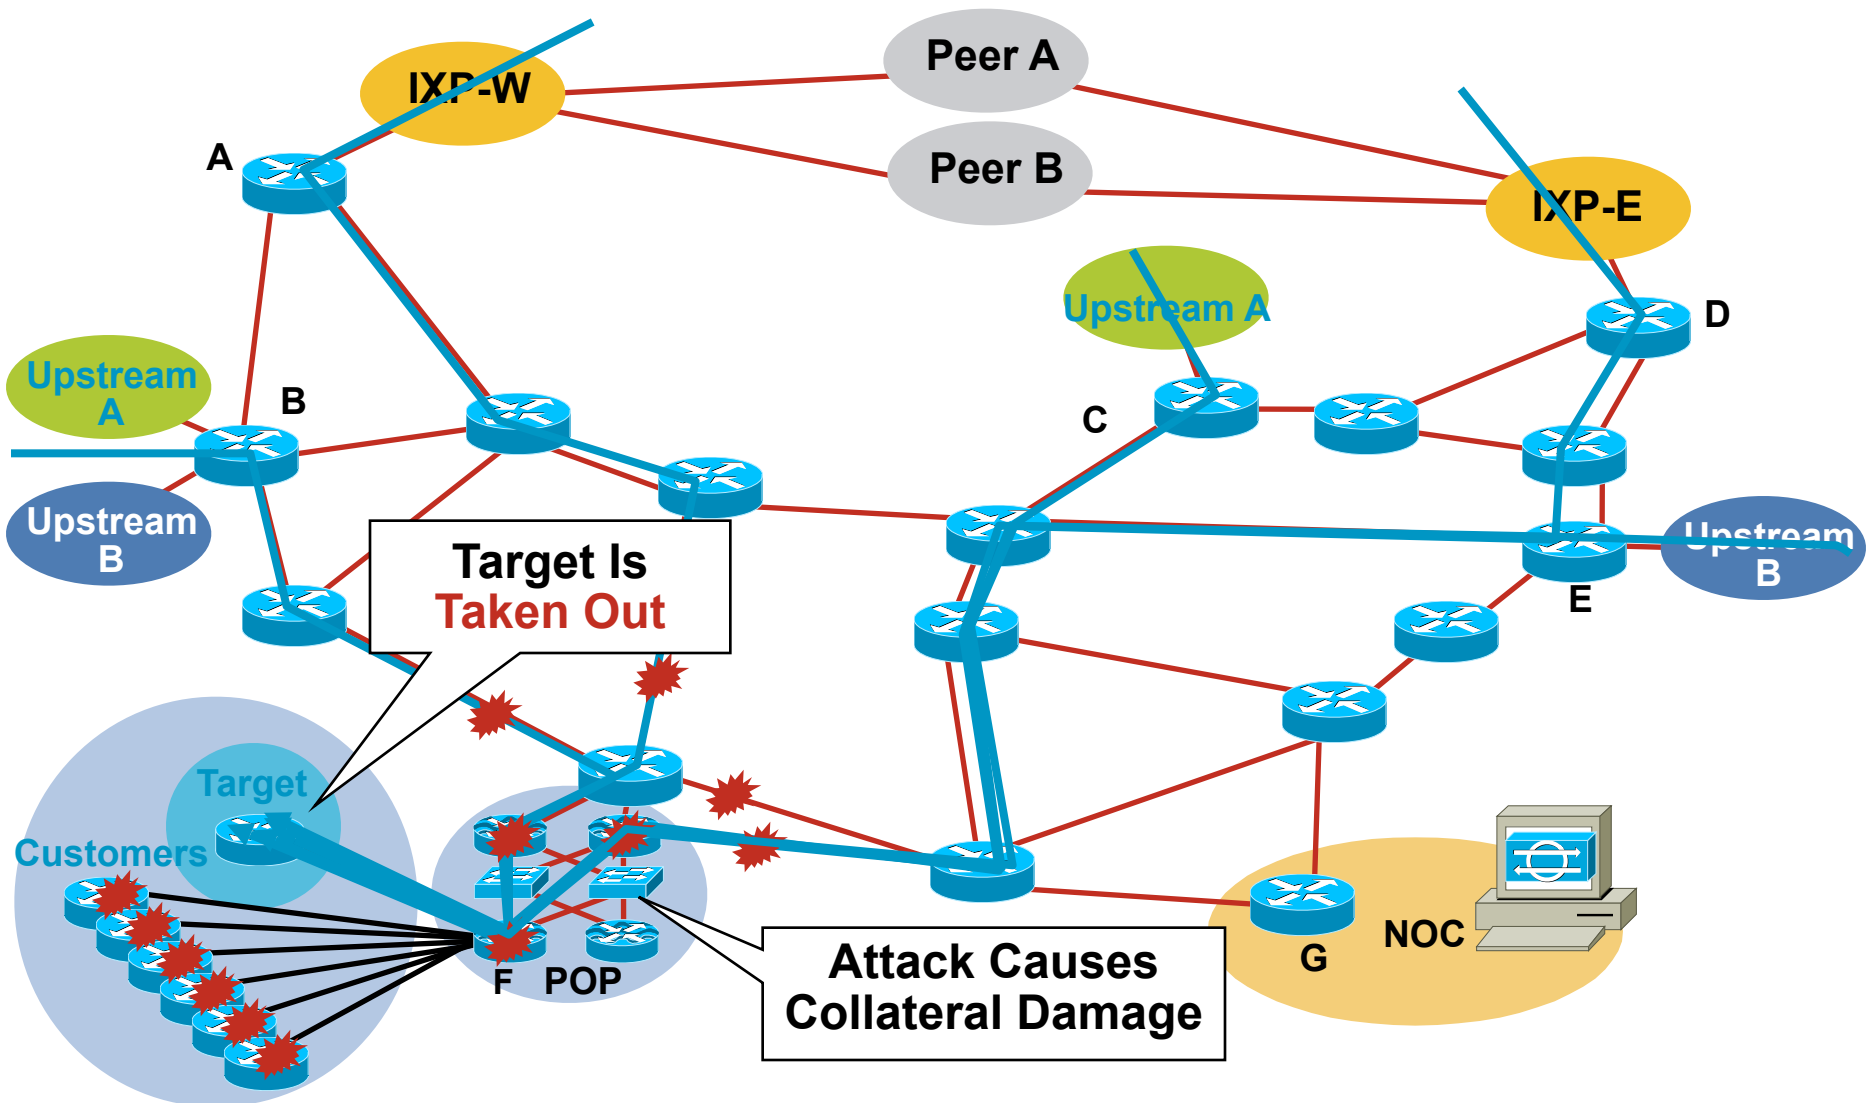 IXP-W
Peer A
A
Peer B
IXP-E
Upstream A
D
Upstream
A
B
C
Upstream
B
Target Is
Taken Out
Upstream
B
E
Target
Customers
F
POP
Attack Causes
Collateral Damage
NOC
G